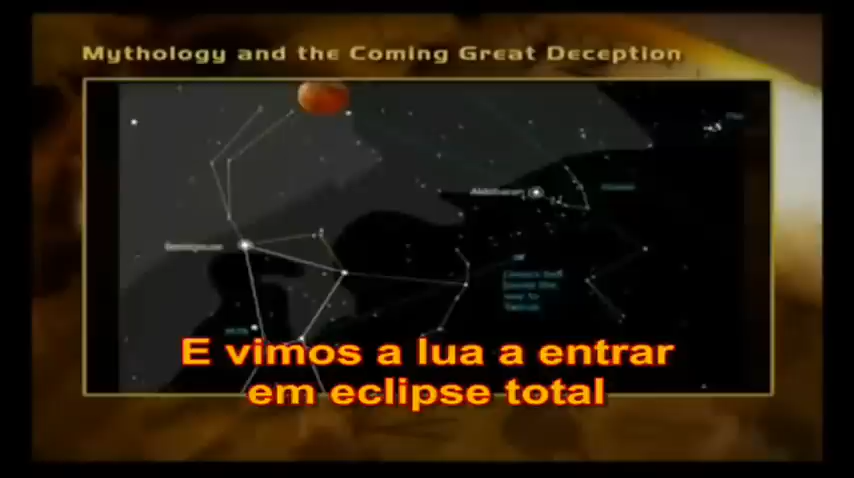 Mythology and the Coming Great Deception
Aldebaran
Betelgeuse
E vimos a lua a entrar
em eclipse total